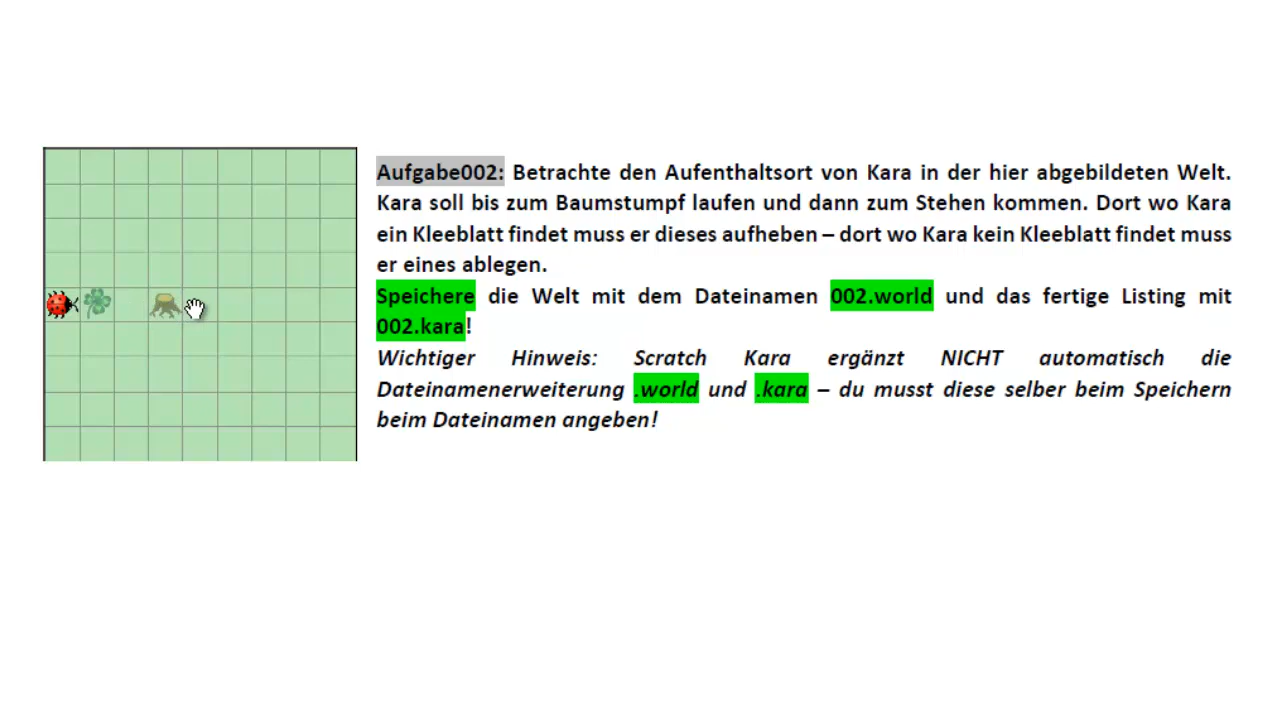 Aufgabe002: Betrachte den Aufenthaltsort von Kara in der hier abgebildeten Welt.
Kara soll bis zum Baumstumpf laufen und dann zum Stehen kommen. Dort wo Kara
ein Kleeblatt findet muss er dieses aufheben – dort wo Kara kein Kleeblatt findet muss
er eines ablegen.
Speichere die Welt mit dem Dateinamen 002.world und das fertige Listing mit
002.kara!
Wichtiger Hinweis: Scratch Kara ergänzt NICHT automatisch die
Dateinamenerweiterung .world und .kara – du musst diese selber beim Speichern
beim Dateinamen angeben!